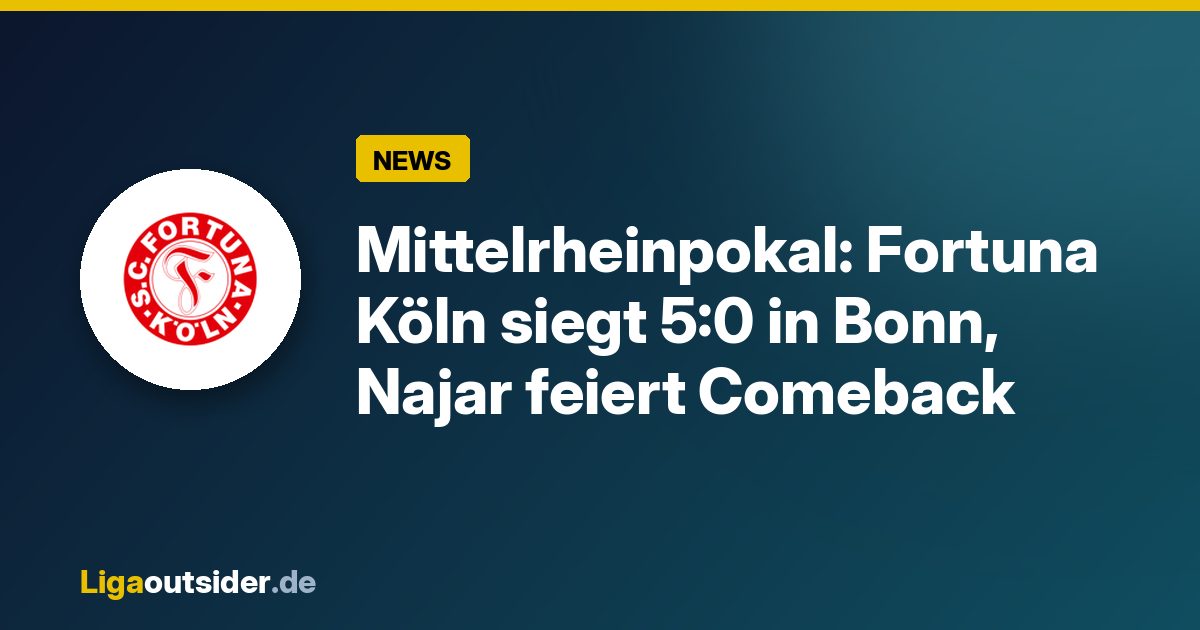 NEWS
S.C. FORTUNA KÖLN
F
Mittelrheinpokal: Fortuna
Köln siegt 5:0 in Bonn,
Najar feiert Comeback
Ligaoutsider.de